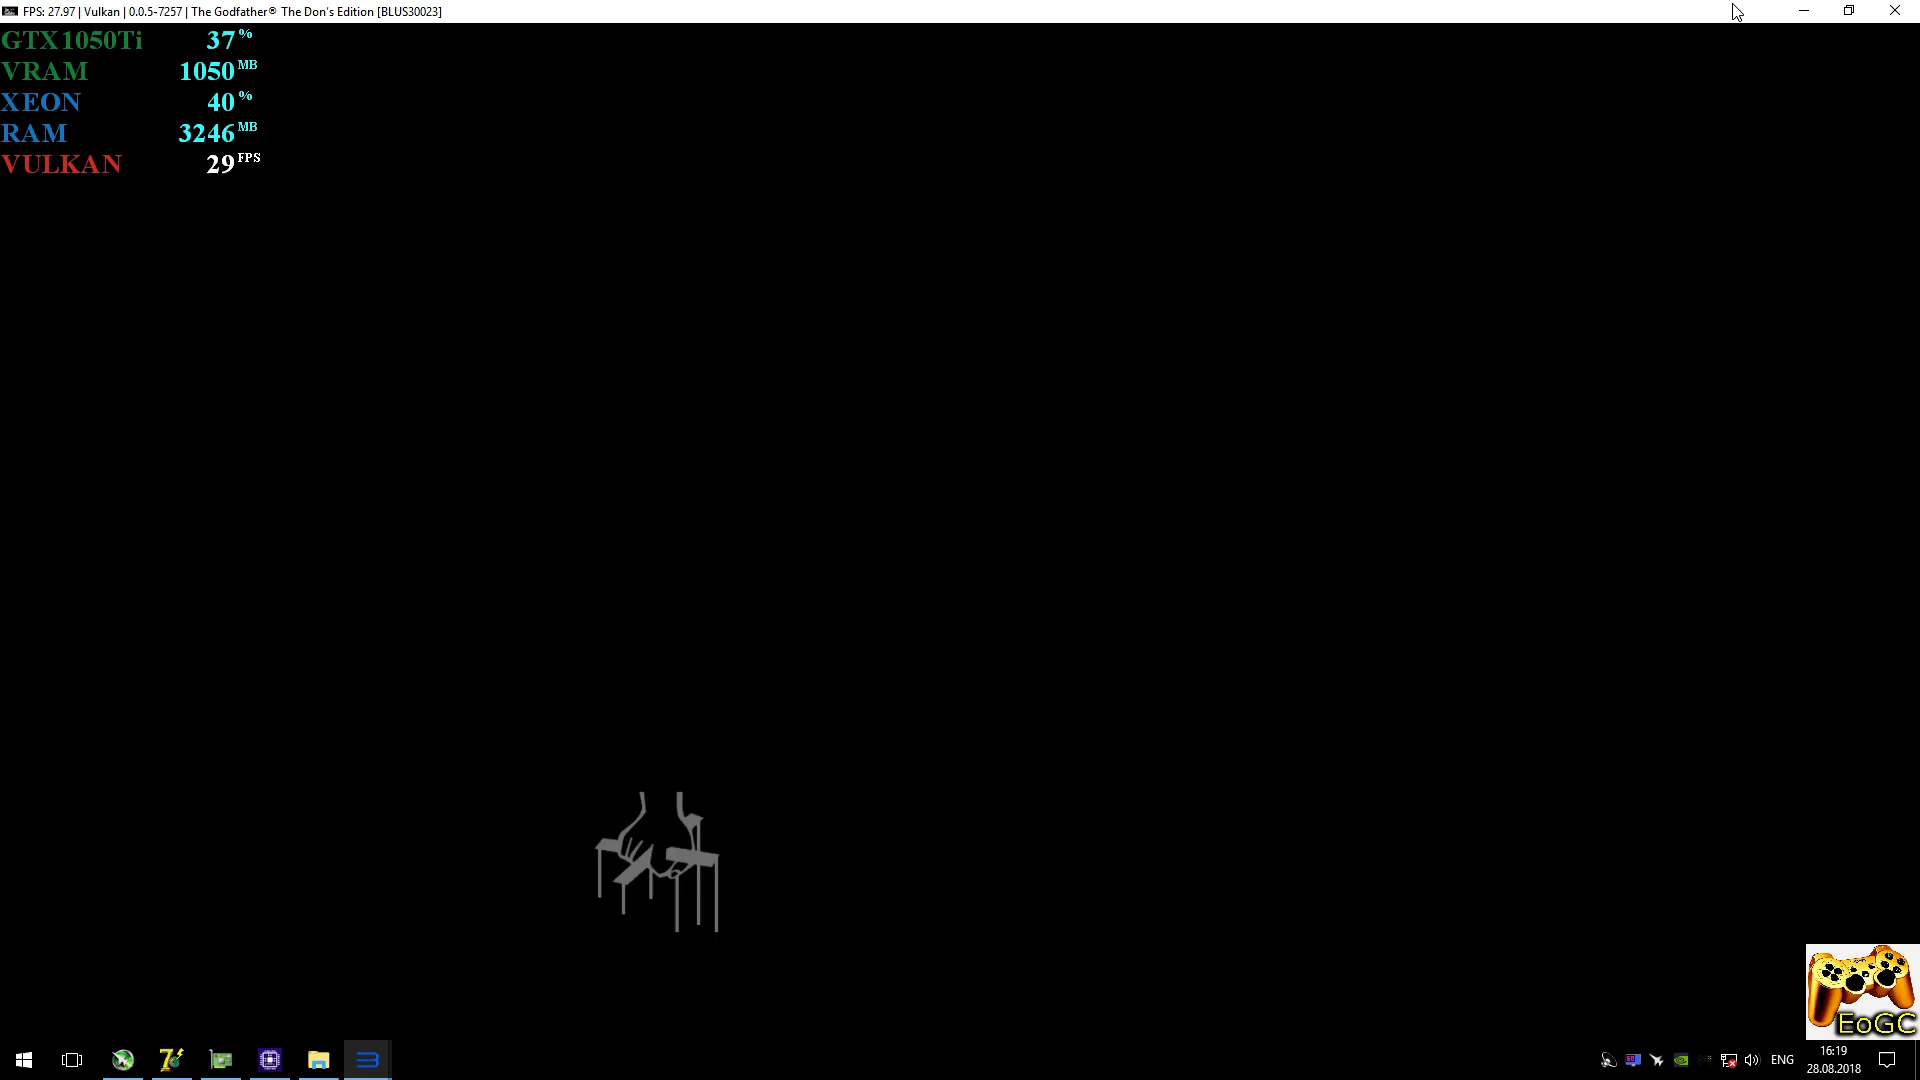 FPS: 27.97 | Vulkan | 0.0.5-7257 | The Godfather® The Don's Edition [BLUS30023]
GTX1050Ti 37 %
VRAM 1050 MB
XEON 40 %
RAM 3246 MB
VULKAN 29 FPS
EoGC
ENG
16:19
28.08.2018